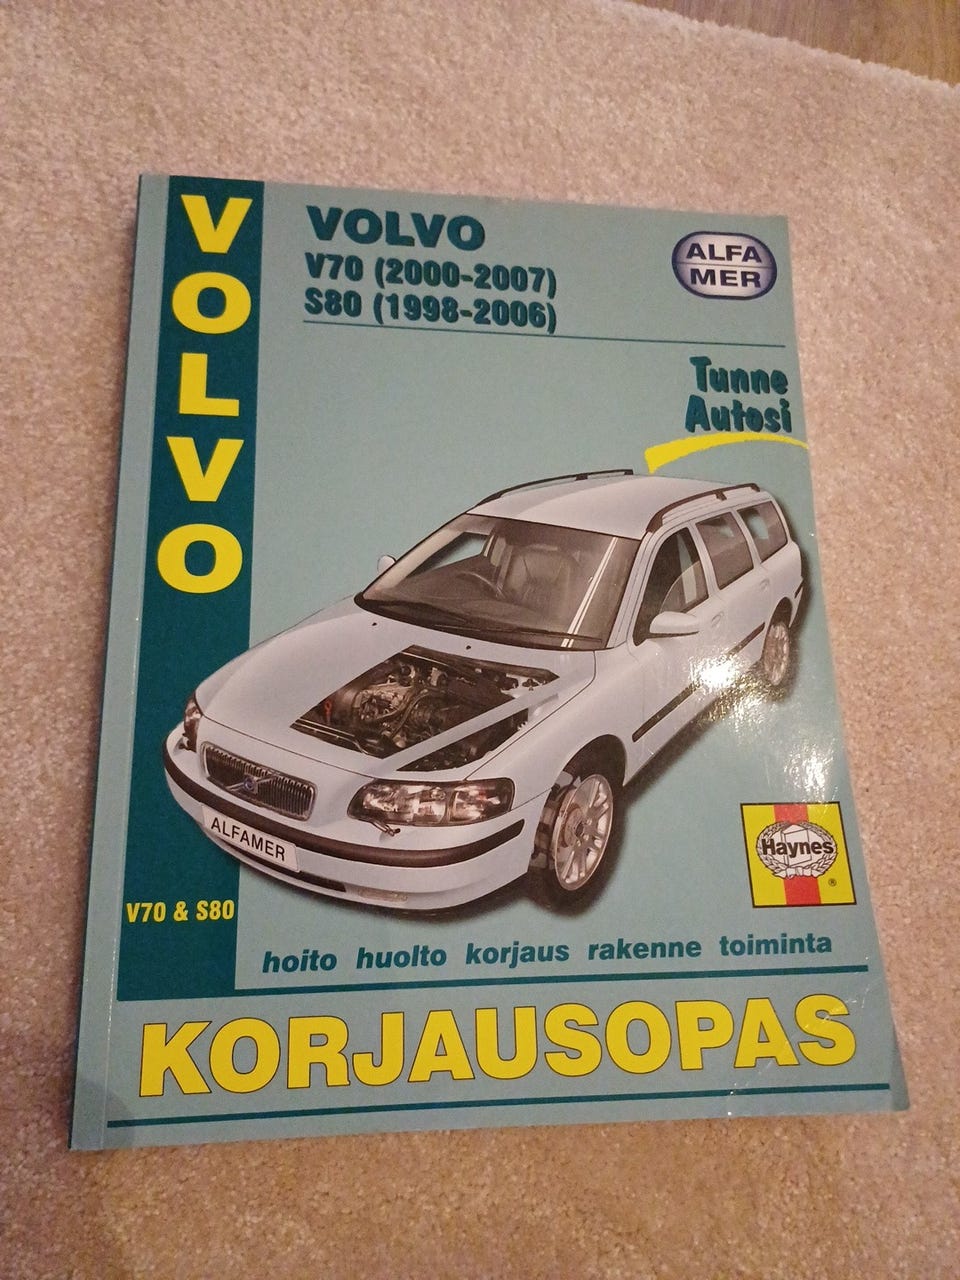 VOLVO
VOLVO
V70 (2000-2007)
S80 (1998-2006)
ALFA
MER
Tunne
Autosi
ALFAMER
Haynes
®
V70 & S80
hoito huolto korjaus rakenne toiminta
KORJAUSOPAS